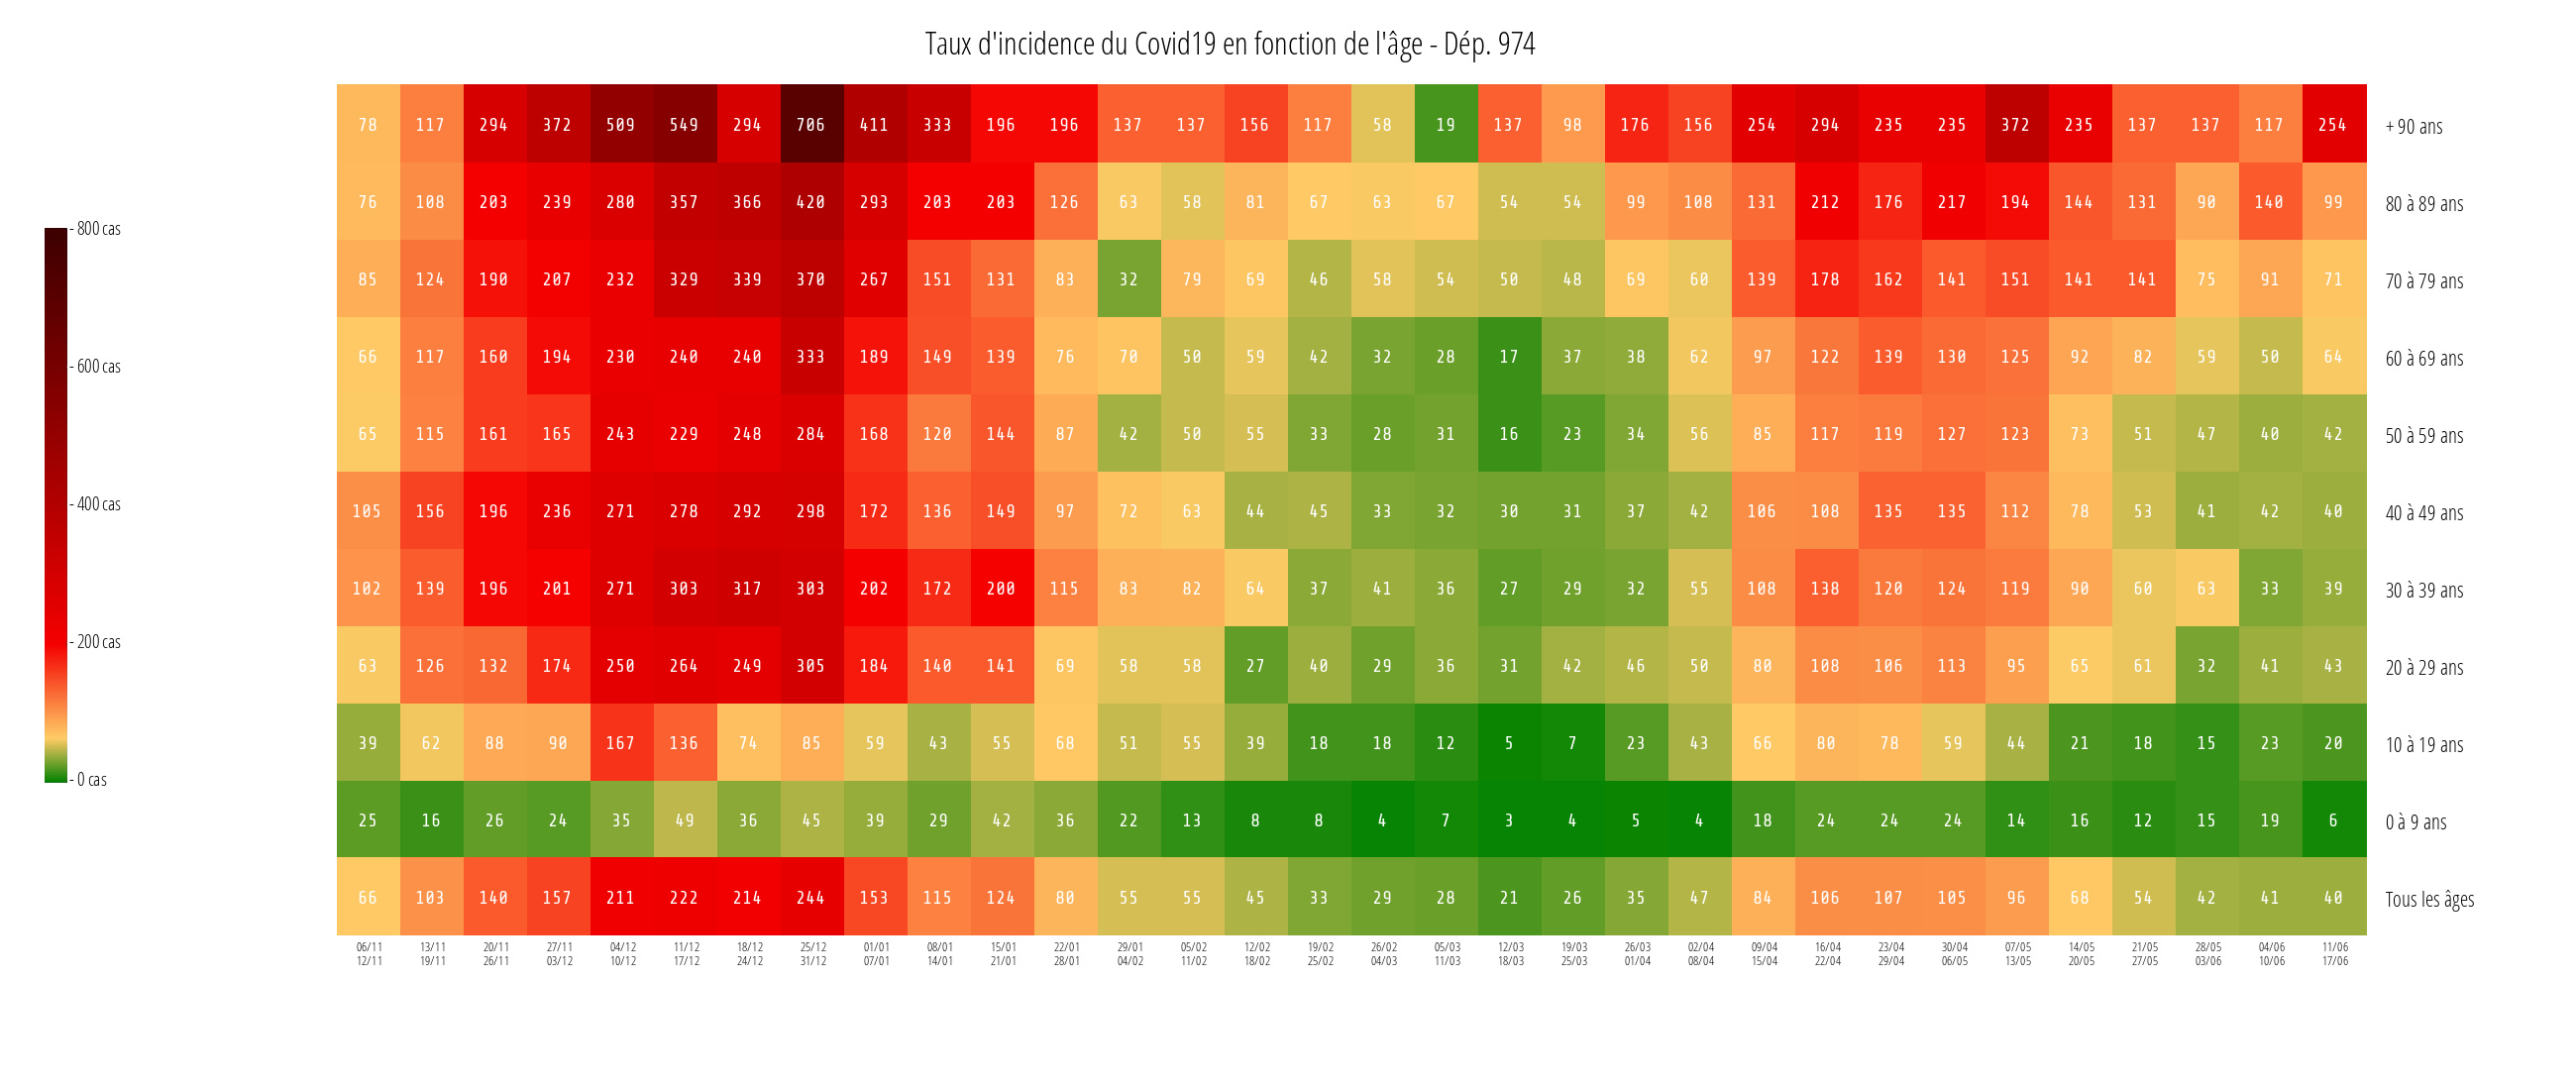 Taux d'incidence du Covid19 en fonction de l'âge - Dép. 974
- 800 cas
- 600 cas
- 400 cas
- 200 cas
- 0 cas
78 117 294 372 509 549 294 706 411 333 196 196 137 137 156 117 58 19 137 98 176 156 254 294 235 235 372 235 137 137 117 254 + 90 ans
76 108 203 239 280 357 366 420 293 203 203 126 63 58 81 67 63 67 54 54 99 108 131 212 176 217 194 144 131 90 140 99 80 à 89 ans
85 124 190 207 232 329 339 370 267 151 131 83 32 79 69 46 58 54 50 48 69 60 139 178 162 141 151 141 141 75 91 71 70 à 79 ans
66 117 160 194 230 240 240 333 189 149 139 76 70 50 59 42 32 28 17 37 38 62 97 122 139 130 125 92 82 59 50 64 60 à 69 ans
65 115 161 165 243 229 248 284 168 120 144 87 42 50 55 33 28 31 16 23 34 56 85 117 119 127 123 73 51 47 40 42 50 à 59 ans
105 156 196 236 271 278 292 298 172 136 149 97 72 63 44 45 33 32 30 31 37 42 106 108 135 135 112 78 53 41 42 40 40 à 49 ans
102 139 196 201 271 303 317 303 202 172 200 115 83 82 64 37 41 36 27 29 32 55 108 138 120 124 119 90 60 63 33 39 30 à 39 ans
63 126 132 174 250 264 249 305 184 140 141 69 58 58 27 40 29 36 31 42 46 50 80 108 106 113 95 65 61 32 41 43 20 à 29 ans
39 62 88 90 167 136 74 85 59 43 55 68 51 55 39 18 18 12 5 7 23 43 66 80 78 59 44 21 18 15 23 20 10 à 19 ans
25 16 26 24 35 49 36 45 39 29 42 36 22 13 8 8 4 7 3 4 5 4 18 24 24 24 14 16 12 15 19 6 0 à 9 ans
66 103 140 157 211 222 214 244 153 115 124 80 55 55 45 33 29 28 21 26 35 47 84 106 107 105 96 68 54 42 41 40 Tous les âges
06/11 13/11 20/11 27/11 04/12 11/12 18/12 25/12 01/01 08/01 15/01 22/01 29/01 05/02 12/02 19/02 26/02 05/03 12/03 19/03 26/03 02/04 09/04 16/04 23/04 30/04 07/05 14/05 21/05 28/05 04/06 11/06
12/11 19/11 26/11 03/12 10/12 17/12 24/12 31/12 07/01 14/01 21/01 28/01 04/02 11/02 18/02 25/02 04/03 11/03 18/03 25/03 01/04 08/04 15/04 22/04 29/04 06/05 13/05 20/05 27/05 03/06 10/06 17/06